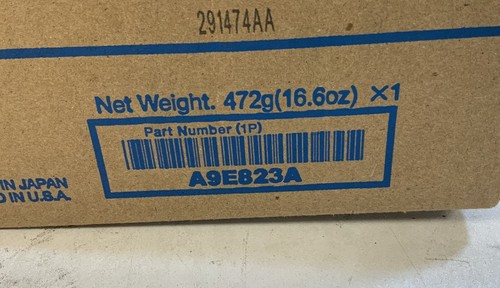 291474AA
Net Weight. 472g(16.6oz) ×1
Part Number (1P)
A9E823A
IN JAPAN
IN U.S.A.